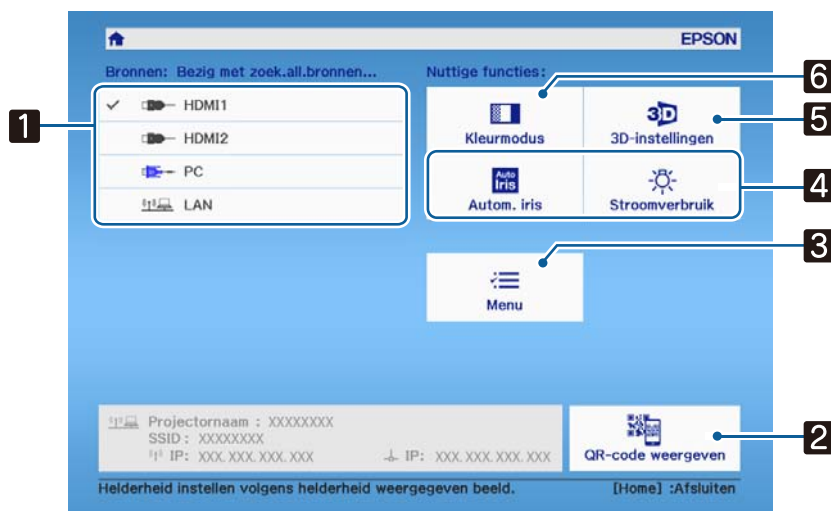 EPSON
Bronnen: Bezig met zoek.all.bronnen...
Nuttige functies:
HDMI1
HDMI2
PC
LAN
Kleurmodus
3D
3D-instellingen
Auto
Iris
Autom. iris
Stroomverbruik
Menu
Projectornaam : XXXXXXXX
SSID : XXXXXXXX
IP: XXX.XXX.XXX.XXX
IP: XXX.XXX.XXX.XXX
QR-code weergeven
Helderheid instellen volgens helderheid weergegeven beeld.
[Home] :Afsluiten
1
6
5
4
3
2